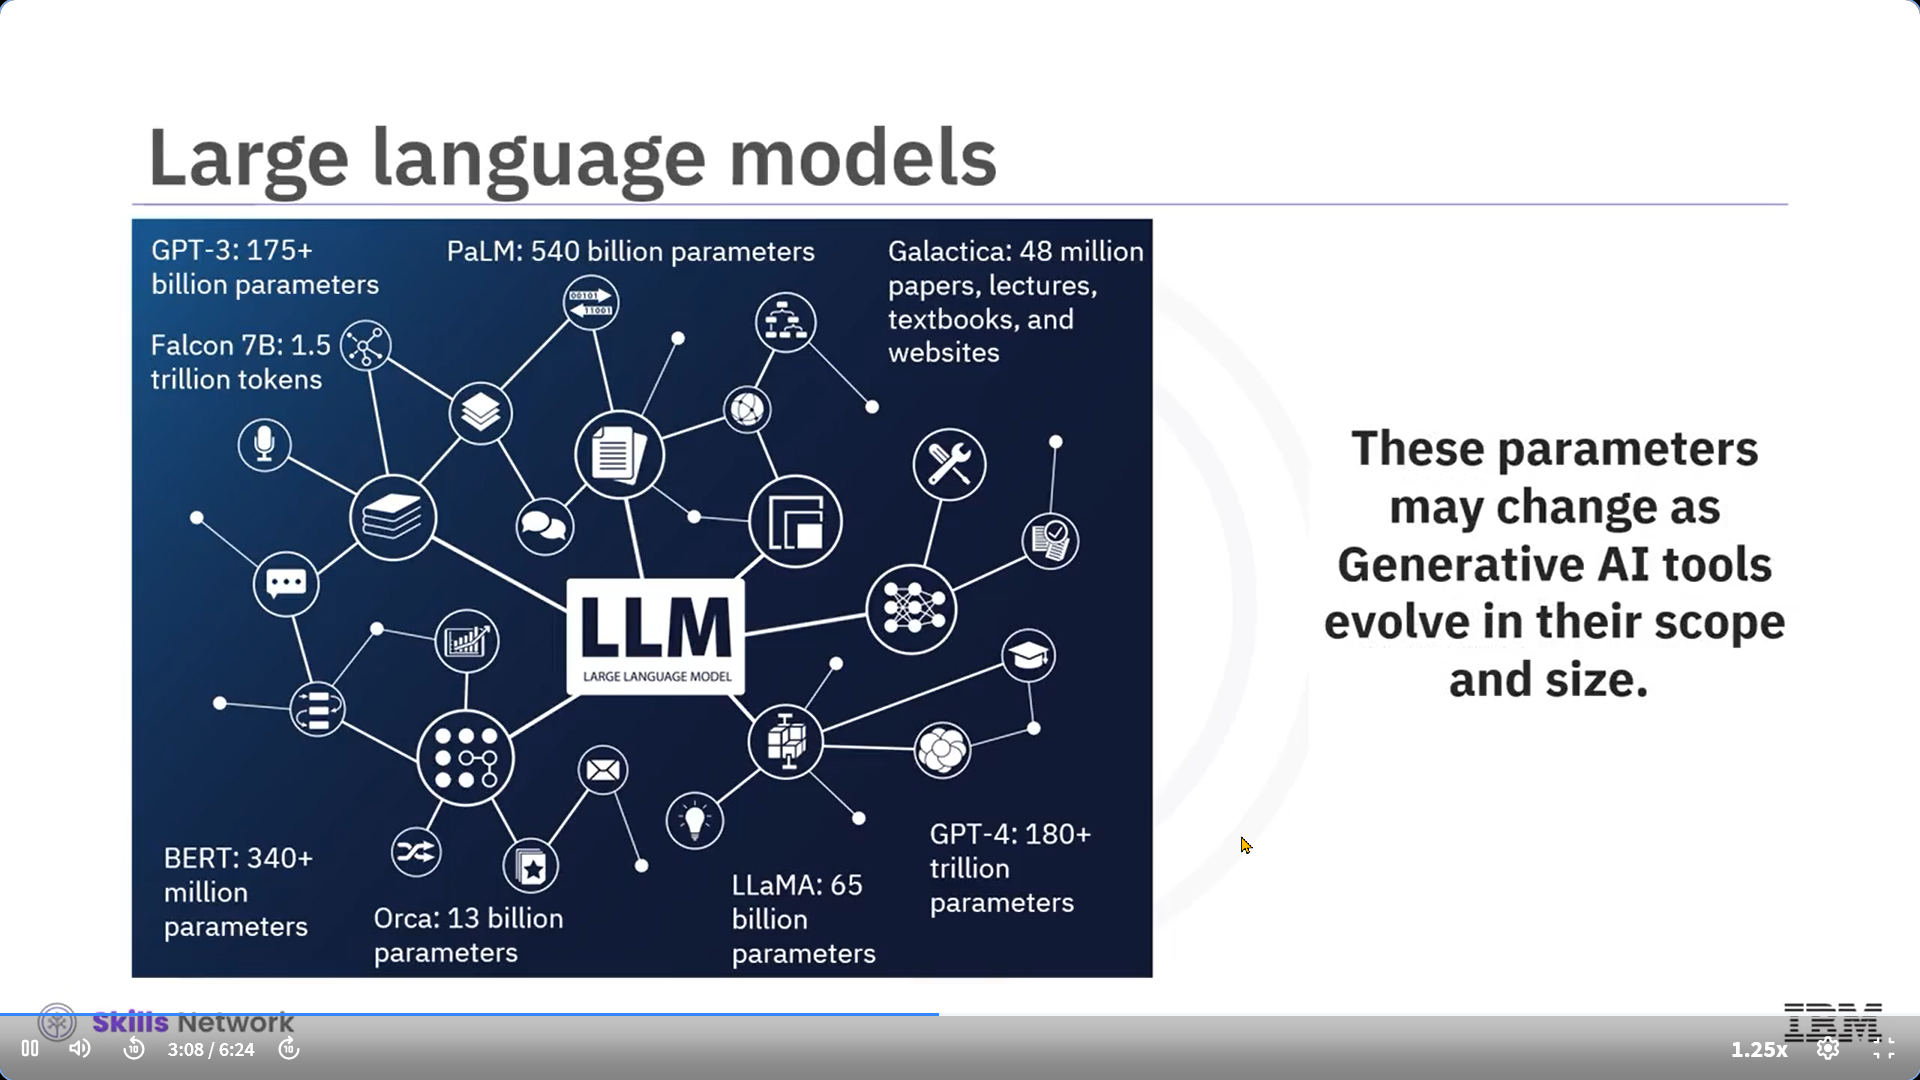 Large language models
GPT-3: 175+
billion parameters
PaLM: 540 billion parameters
Galactica: 48 million
papers, lectures,
textbooks, and
websites
Falcon 7B: 1.5
trillion tokens
00101
11001
LLM
LARGE LANGUAGE MODEL
BERT: 340+
million
parameters
Orca: 13 billion
parameters
LLaMA: 65
billion
parameters
GPT-4: 180+
trillion
parameters
These parameters
may change as
Generative AI tools
evolve in their scope
and size.
Skills Network
IBM
10
3:08 / 6:24
10
1.25x